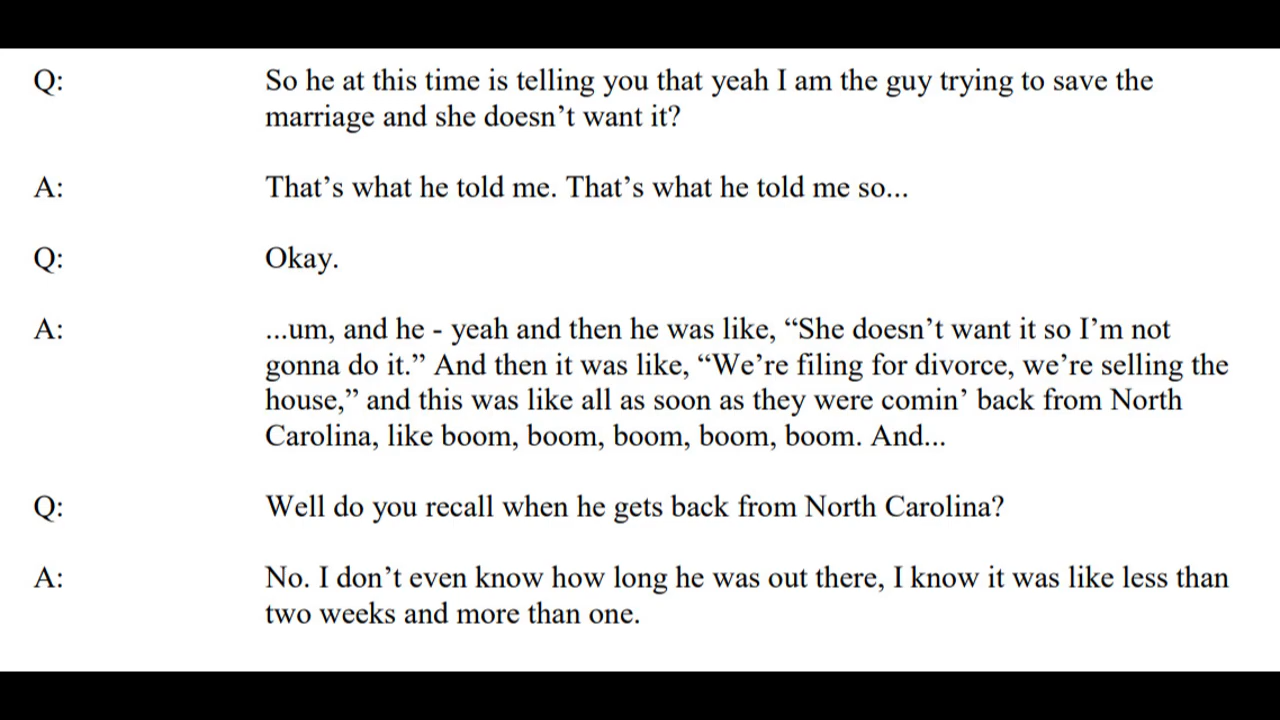 Q: So he at this time is telling you that yeah I am the guy trying to save the
marriage and she doesn’t want it?
A: That’s what he told me. That’s what he told me so...
Q: Okay.
A: ...um, and he - yeah and then he was like, “She doesn’t want it so I’m not
gonna do it.” And then it was like, “We’re filing for divorce, we’re selling the
house,” and this was like all as soon as they were comin’ back from North
Carolina, like boom, boom, boom, boom, boom. And...
Q: Well do you recall when he gets back from North Carolina?
A: No. I don’t even know how long he was out there, I know it was like less than
two weeks and more than one.